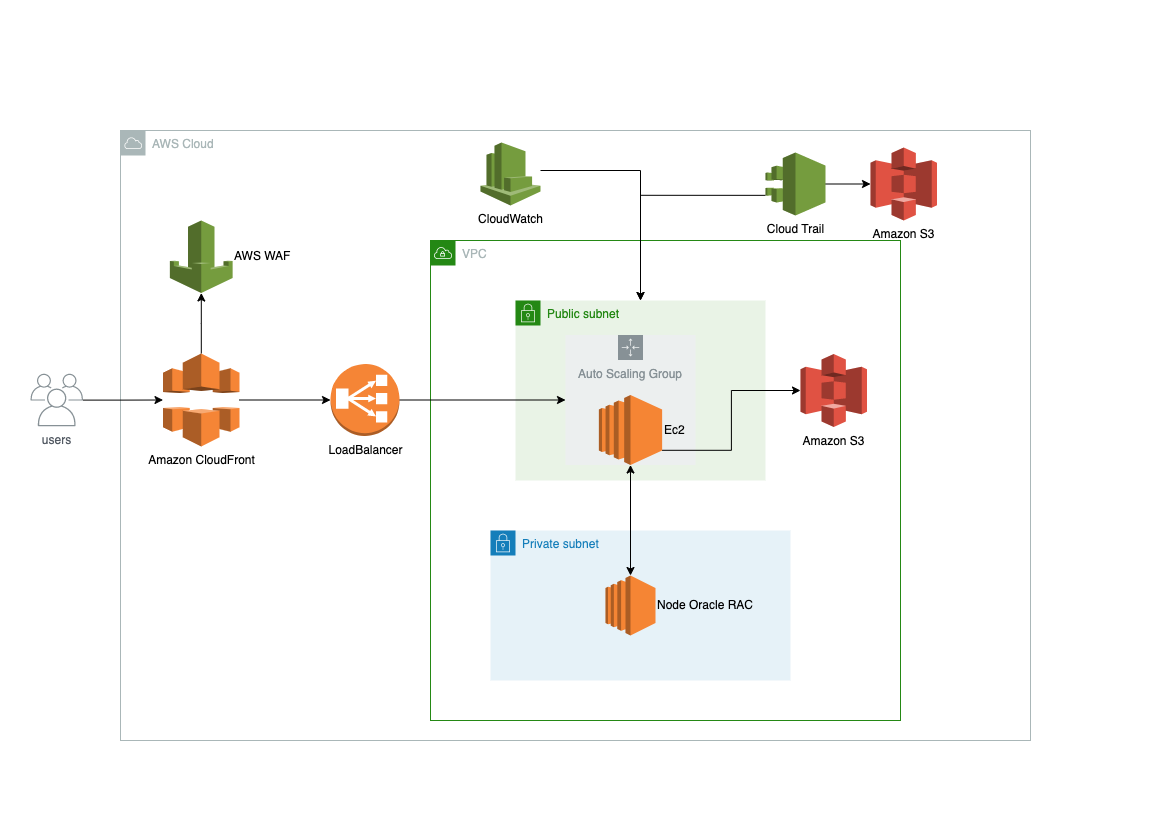 AWS Cloud
CloudWatch
Cloud Trail
Amazon S3
AWS WAF
VPC
Public subnet
Auto Scaling Group
Ec2
users
Amazon CloudFront
LoadBalancer
Amazon S3
Private subnet
Node Oracle RAC